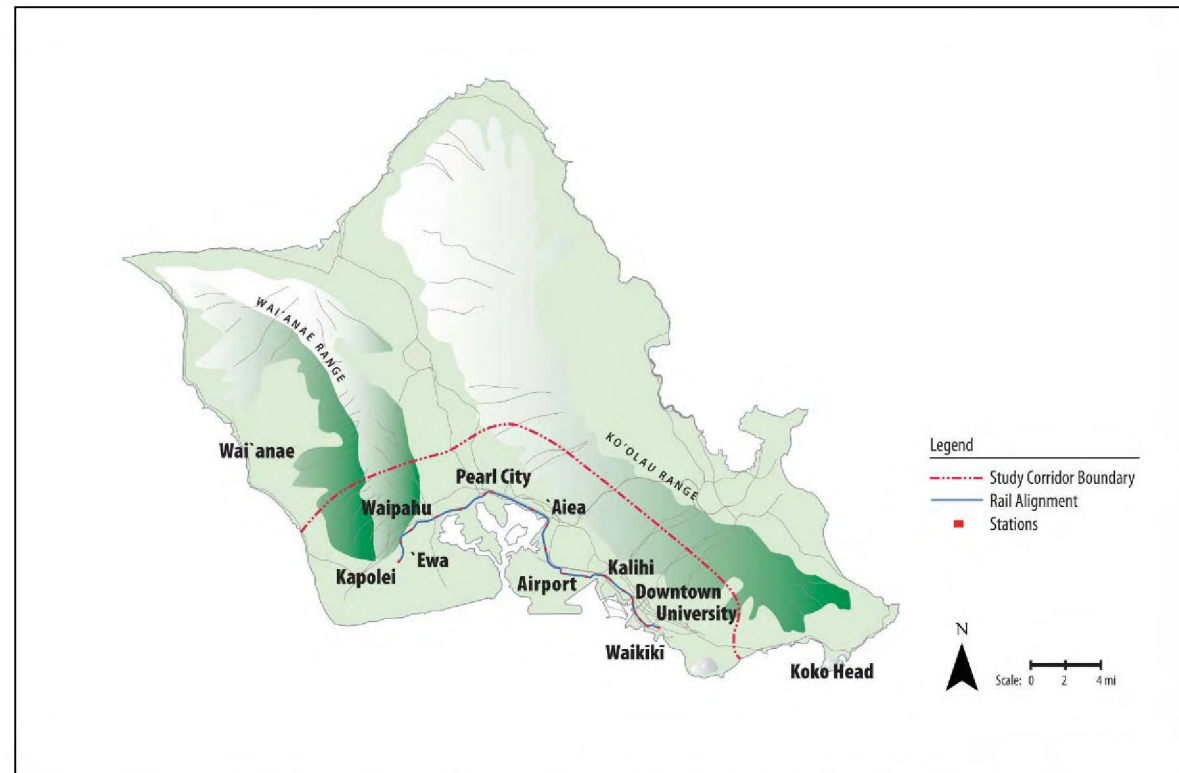 WAI'ANAE RANGE
Wai`anae
KO'OLAU RANGE
Pearl City
Waipahu
`Aiea
`Ewa
Kapolei
Airport
Kalihi
Downtown
University
Waikīkī
Koko Head
Legend
Study Corridor Boundary
Rail Alignment
Stations
N
Scale: 0 2 4 mi